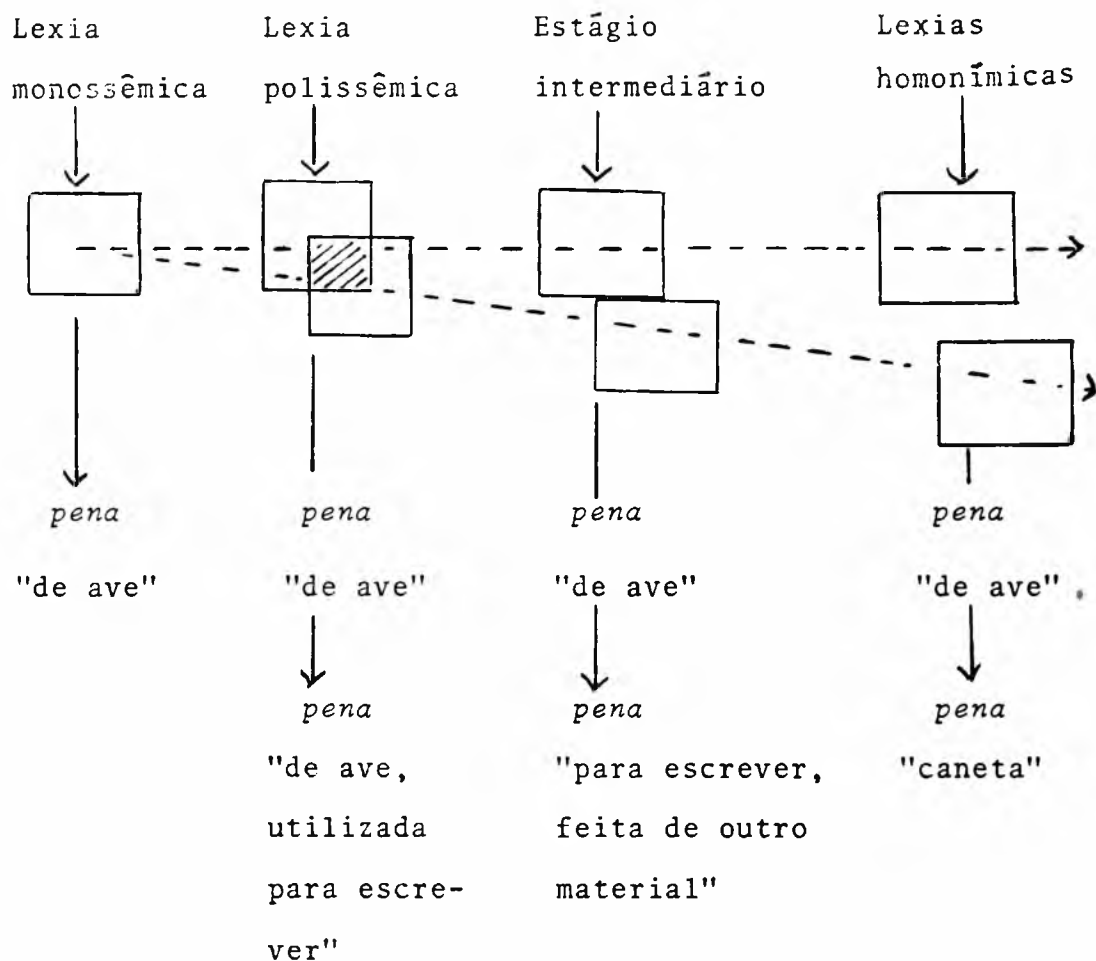 Lexia
monossêmica
Lexia
polissêmica
Estágio
intermediário
Lexias
homonímicas
pena
"de ave"
pena
"de ave"
pena
"de ave"
pena
"de ave"
pena
"de ave,
utilizada
para escre-
ver"
pena
"para escrever,
feita de outro
material"
pena
"caneta"